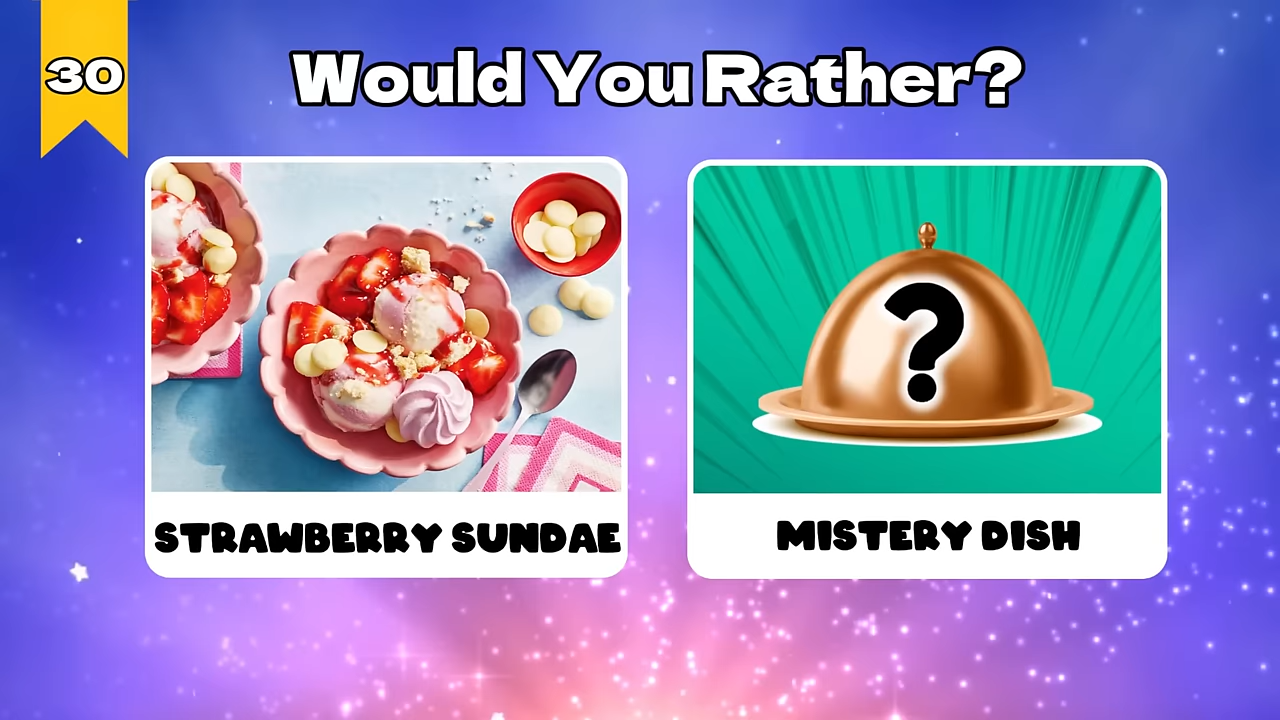 30
Would You Rather?
STRAWBERRY SUNDAE
?
MISTERY DISH